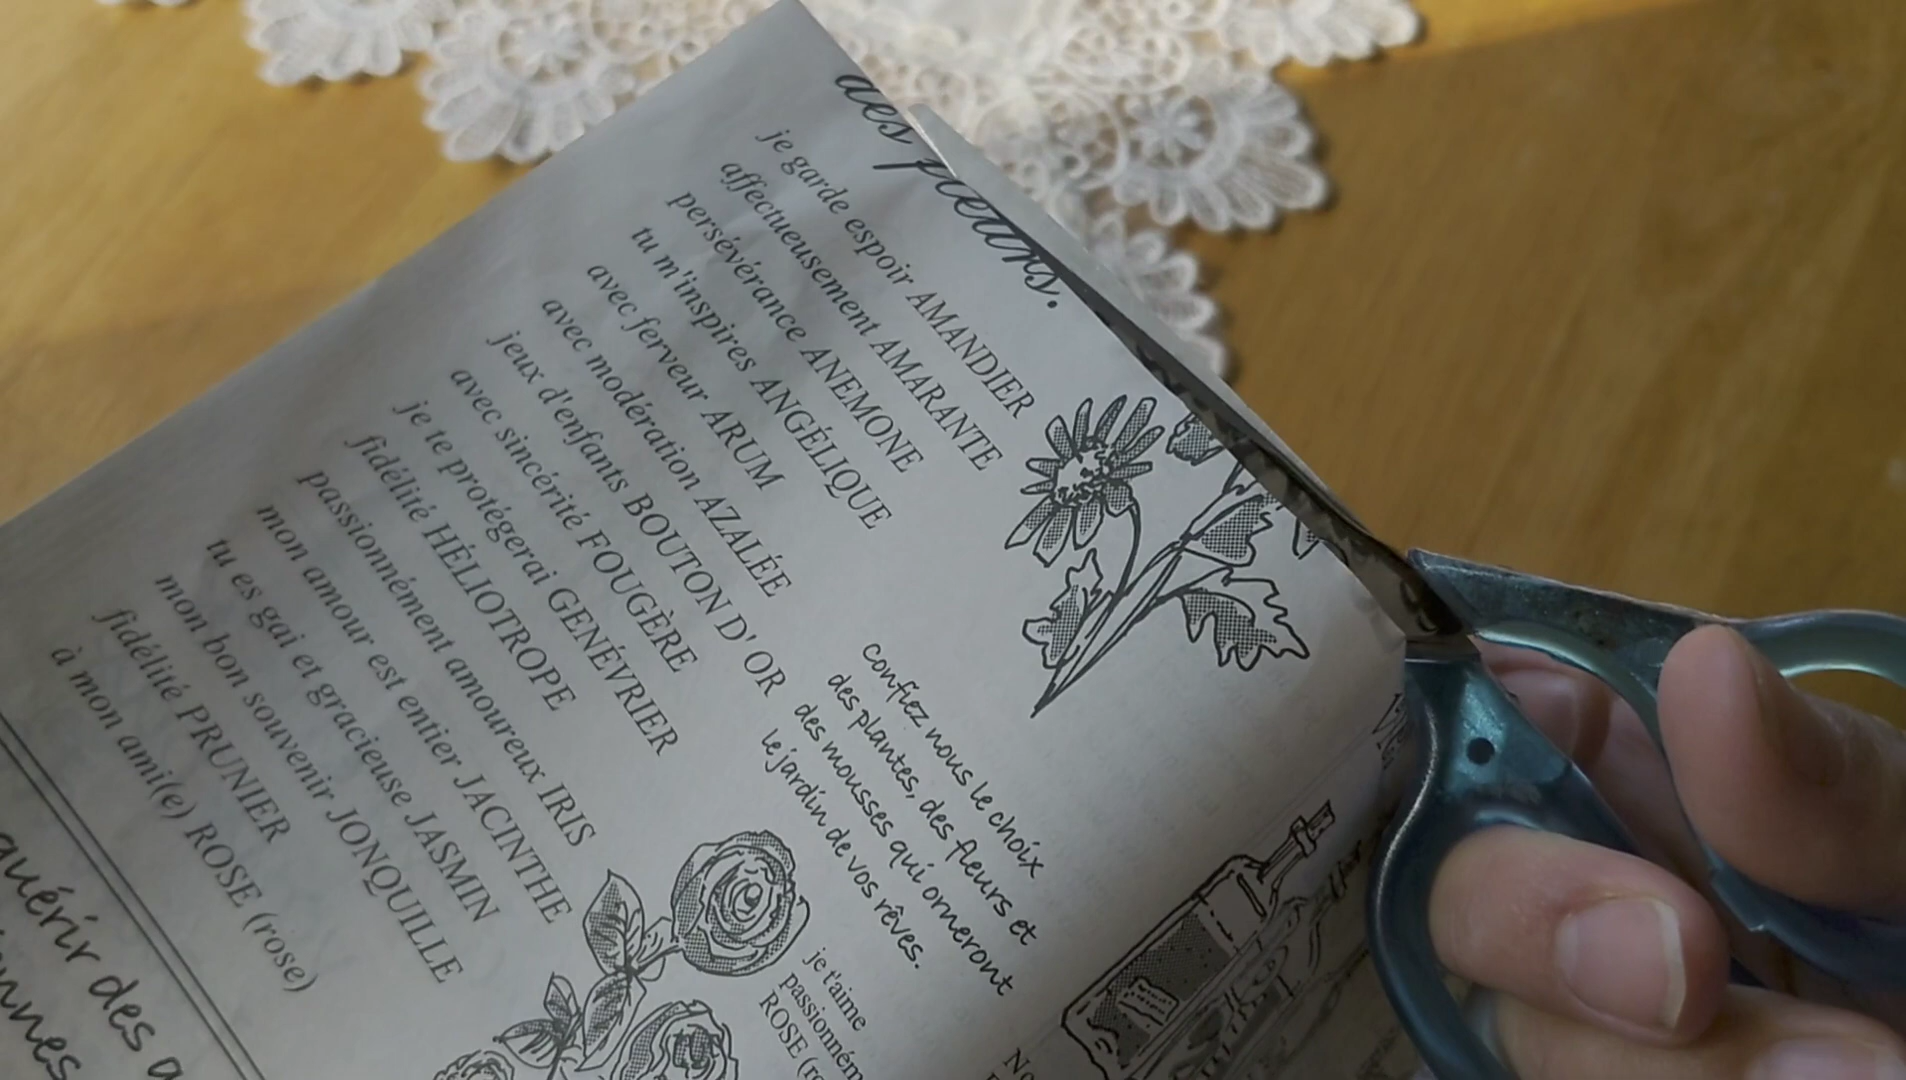 des pleurs.
je garde espoir AMANDIER
affectueusement AMARANTE
persévérance ANEMONE
tu m'inspires ANGÉLIQUE
avec ferveur ARUM
avec modération AZALÉE
jeux d'enfants BOUTON D' OR
avec sincérité FOUGÈRE
je te protégerai GENÉVRIER
fidélité HÉLIOTROPE
passionnément amoureux IRIS
mon amour est entier JACINTHE
tu es gai et gracieuse JASMIN
mon bon souvenir JONQUILLE
fidélité PRUNIER
à mon ami(e) ROSE (rose)
confiez nous le choix
des plantes, des fleurs et
des mousses qui orneront
le jardin de vos rêves.
je t'aime
ROSE
des